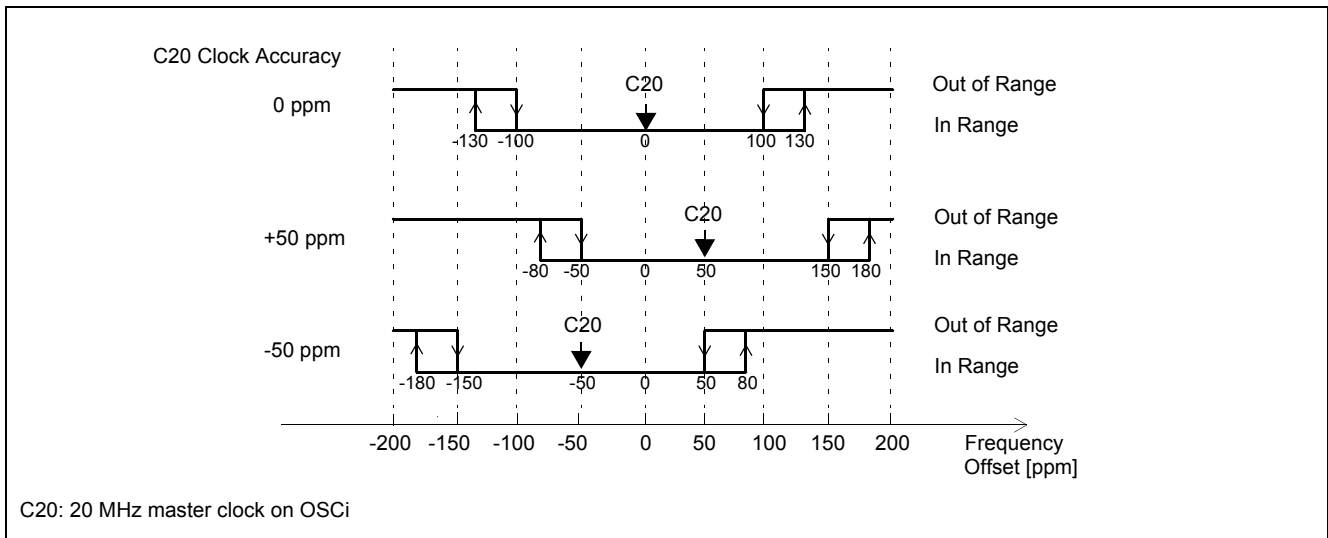 C20 Clock Accuracy
0 ppm
C20
Out of Range
In Range
-130 -100 0 100 130
+50 ppm
C20
Out of Range
In Range
-80 -50 0 50 150 180
-50 ppm
C20
Out of Range
In Range
-180 -150 -50 0 50 80
-200 -150 -100 -50 0 50 100 150 200
Frequency
Offset [ppm]
C20: 20 MHz master clock on OSCi